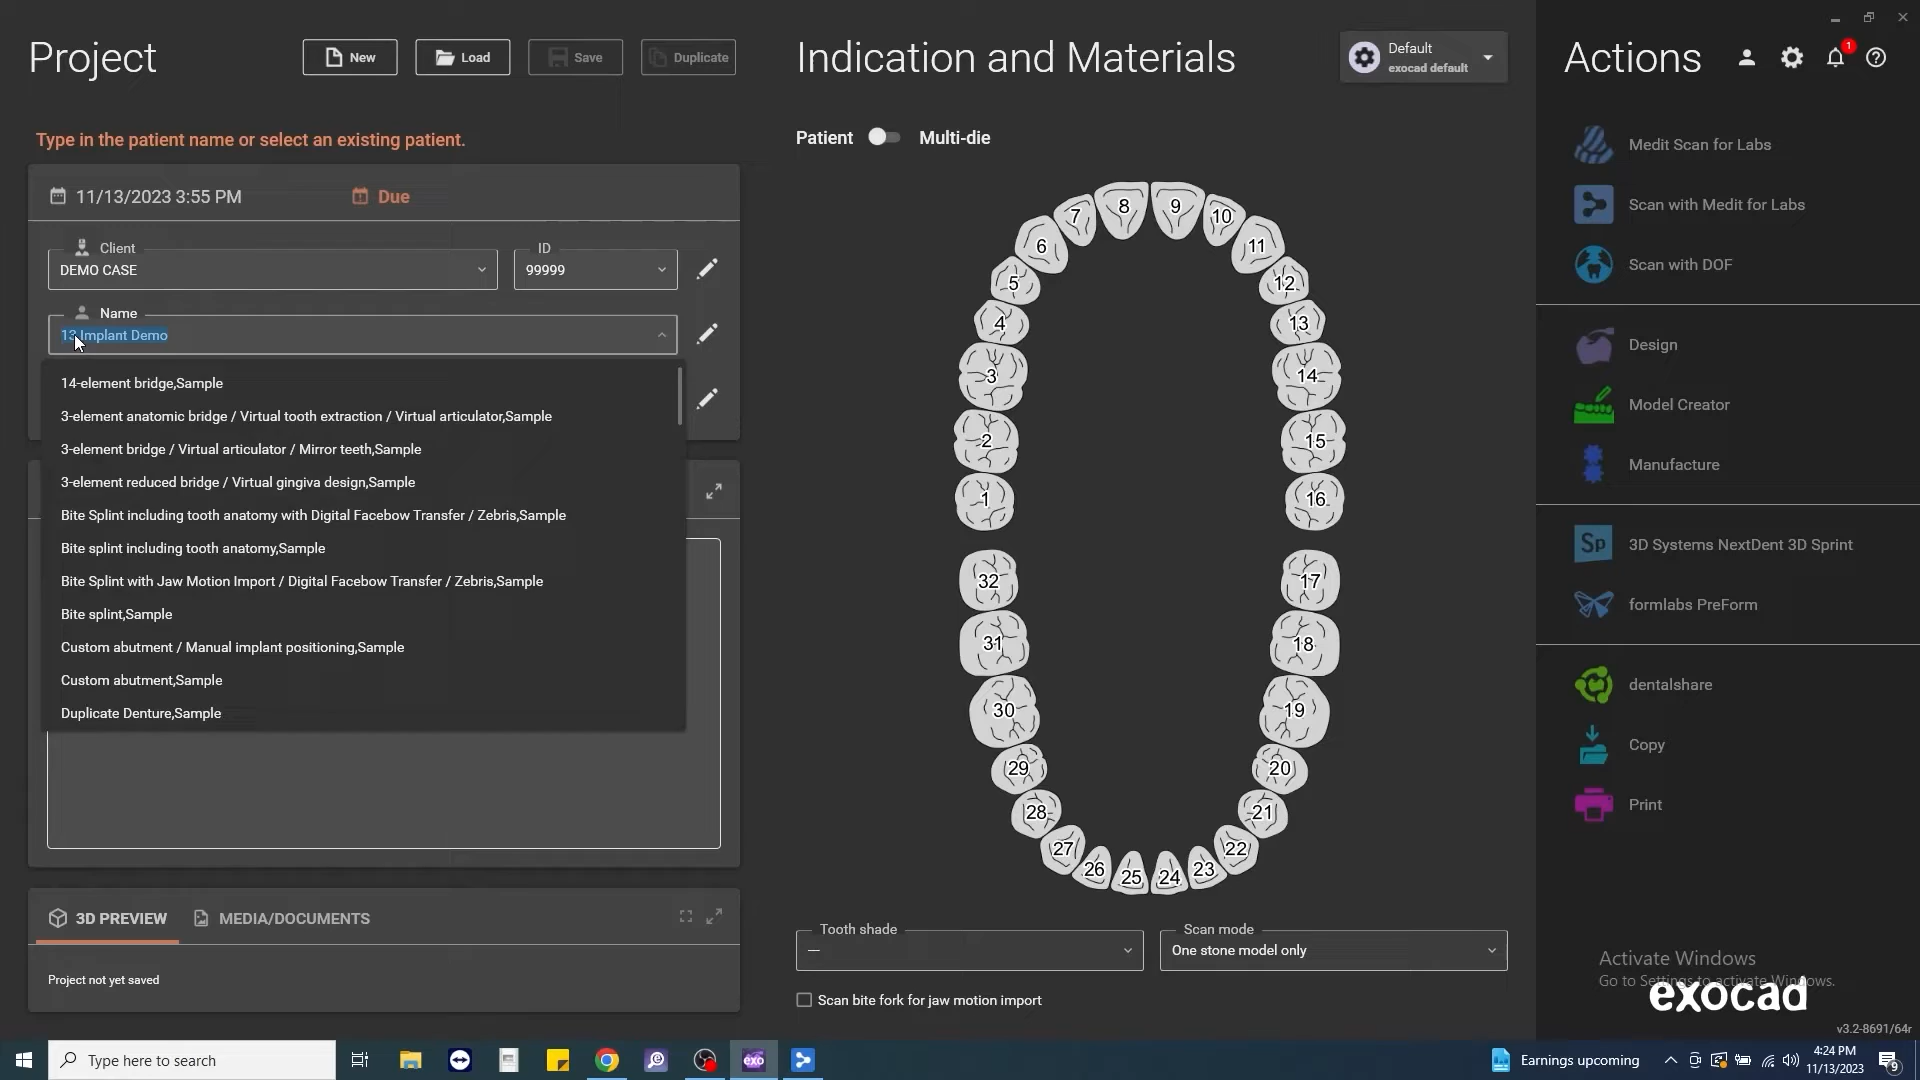 Project
New
Load
Save
Duplicate
Type in the patient name or select an existing patient.
11/13/2023 3:55 PM
Due
Client
DEMO CASE
ID
99999
Name
13 Implant Demo
14-element bridge,Sample
3-element anatomic bridge / Virtual tooth extraction / Virtual articulator,Sample
3-element bridge / Virtual articulator / Mirror teeth,Sample
3-element reduced bridge / Virtual gingiva design,Sample
Bite Splint including tooth anatomy with Digital Facebow Transfer / Zebris,Sample
Bite splint including tooth anatomy,Sample
Bite Splint with Jaw Motion Import / Digital Facebow Transfer / Zebris,Sample
Bite splint,Sample
Custom abutment / Manual implant positioning,Sample
Custom abutment,Sample
Duplicate Denture,Sample
3D PREVIEW
MEDIA/DOCUMENTS
Project not yet saved
Indication and Materials
Default
exocad default
Patient
Multi-die
1
2
3
4
5
6
7
8
9
10
11
12
13
14
15
16
17
18
19
20
21
22
23
24
25
26
27
28
29
30
31
32
Tooth shade
—
Scan mode
One stone model only
Scan bite fork for jaw motion import
Actions
1
Medit Scan for Labs
Scan with Medit for Labs
Scan with DOF
Design
Model Creator
Manufacture
Sp
3D Systems NextDent 3D Sprint
formlabs PreForm
dentalshare
Copy
Print
Activate Windows
Go to Settings to activate Windows.
exocad
v3.2-8691/64r
Type here to search
exo
Earnings upcoming
4:24 PM
11/13/2023
9